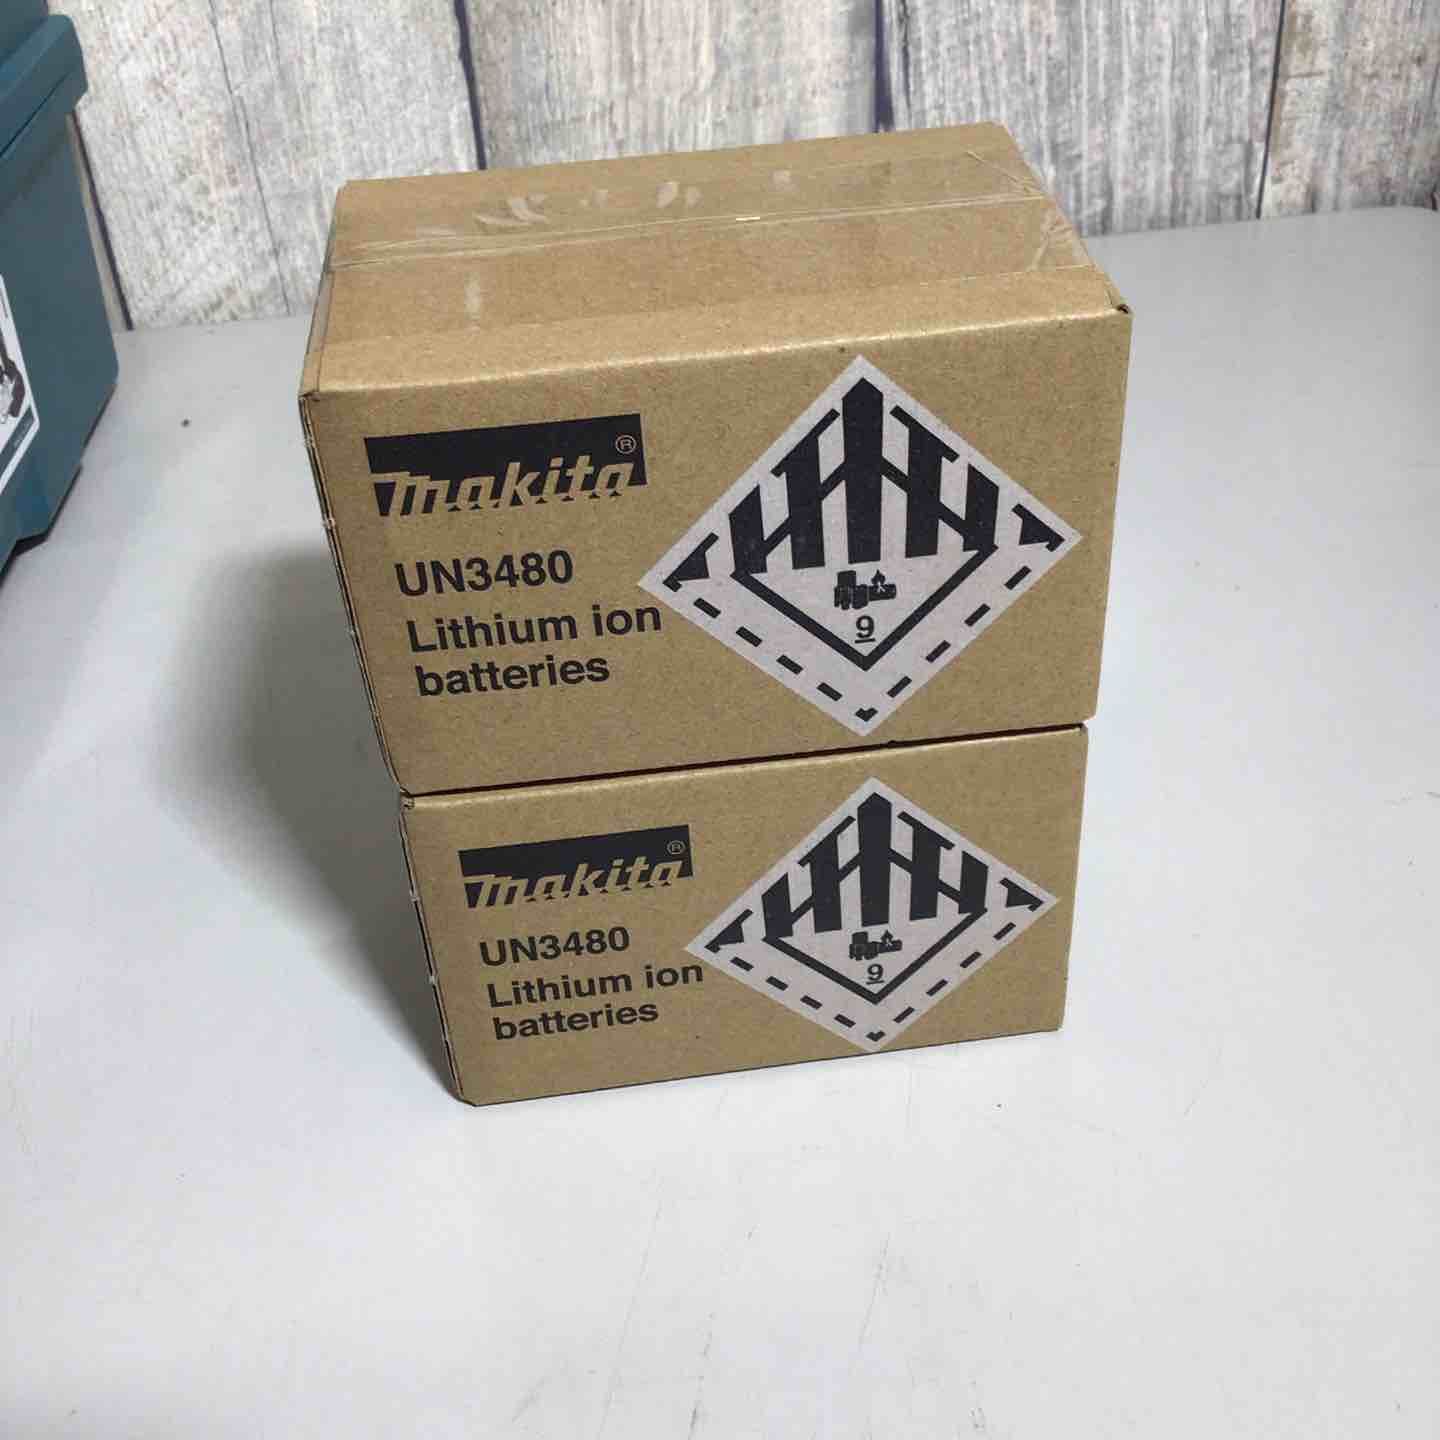 makita®
UN3480
Lithium ion
batteries
9
makita®
UN3480
Lithium ion
batteries
9